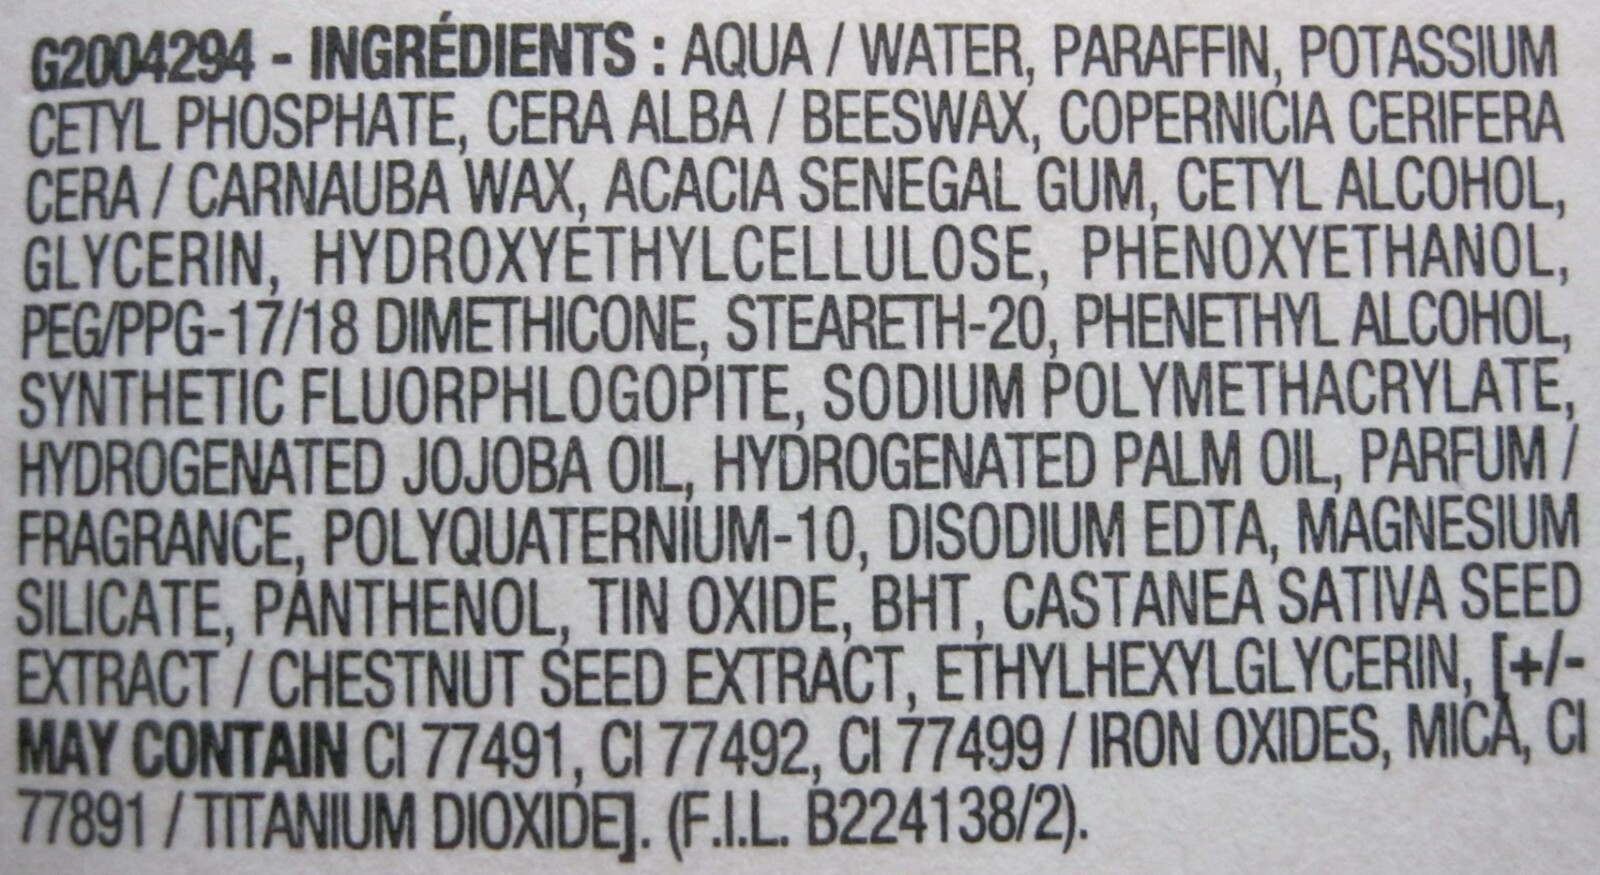 G2004294 - INGRÉDIENTS : AQUA / WATER, PARAFFIN, POTASSIUM
CETYL PHOSPHATE, CERA ALBA / BEESWAX, COPERNICIA CERIFERA
CERA / CARNAUBA WAX, ACACIA SENEGAL GUM, CETYL ALCOHOL,
GLYCERIN, HYDROXYETHYLCELLULOSE, PHENOXYETHANOL,
PEG/PPG-17/18 DIMETHICONE, STEARETH-20, PHENETHYL ALCOHOL,
SYNTHETIC FLUORPHLOGOPITE, SODIUM POLYMETHACRYLATE,
HYDROGENATED JOJOBA OIL, HYDROGENATED PALM OIL, PARFUM /
FRAGRANCE, POLYQUATERNIUM-10, DISODIUM EDTA, MAGNESIUM
SILICATE, PANTHENOL, TIN OXIDE, BHT, CASTANEA SATIVA SEED
EXTRACT / CHESTNUT SEED EXTRACT, ETHYLHEXYLGLYCERIN, [+/-
MAY CONTAIN CI 77491, CI 77492, CI 77499 / IRON OXIDES, MICA, CI
77891 / TITANIUM DIOXIDE]. (F.I.L. B224138/2).